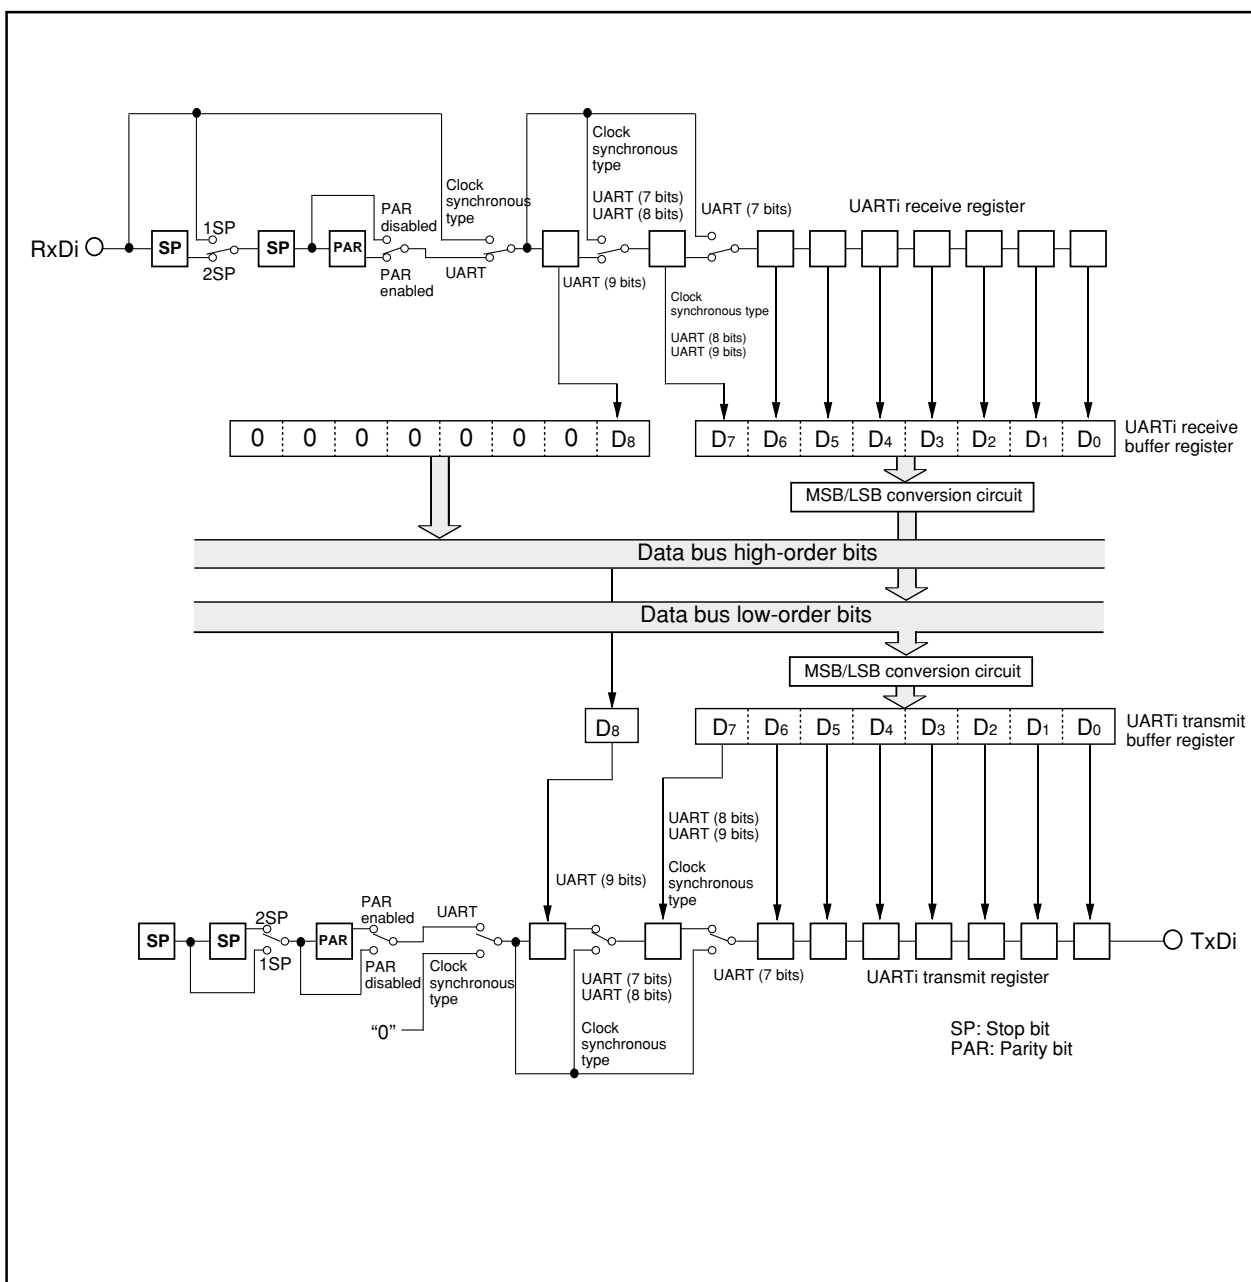 Clock
synchronous
type
UART (7 bits)
UART (8 bits)
UART (7 bits)
UARTi receive register
Clock
synchronous
type
PAR
disabled
1SP
RxDi
SP
SP
PAR
2SP
PAR
enabled
UART
UART (9 bits)
Clock
synchronous type
UART (8 bits)
UART (9 bits)
0 0 0 0 0 0 0 D8
D7 D6 D5 D4 D3 D2 D1 D0
UARTi receive
buffer register
MSB/LSB conversion circuit
Data bus high-order bits
Data bus low-order bits
MSB/LSB conversion circuit
D8
D7 D6 D5 D4 D3 D2 D1 D0
UARTi transmit
buffer register
UART (8 bits)
UART (9 bits)
Clock
synchronous
type
UART (9 bits)
PAR
enabled
UART
2SP
SP
SP
PAR
TxDi
1SP
PAR
disabled
Clock
synchronous
type
UART (7 bits)
UART (8 bits)
UART (7 bits)
UARTi transmit register
“0”
Clock
synchronous
type
SP: Stop bit
PAR: Parity bit